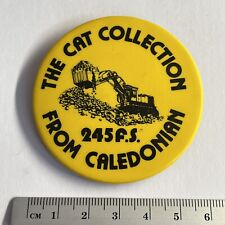 THE CAT COLLECTION
245 F.S.
FROM CALEDONIAN
CM 1 2 3 4 5 6